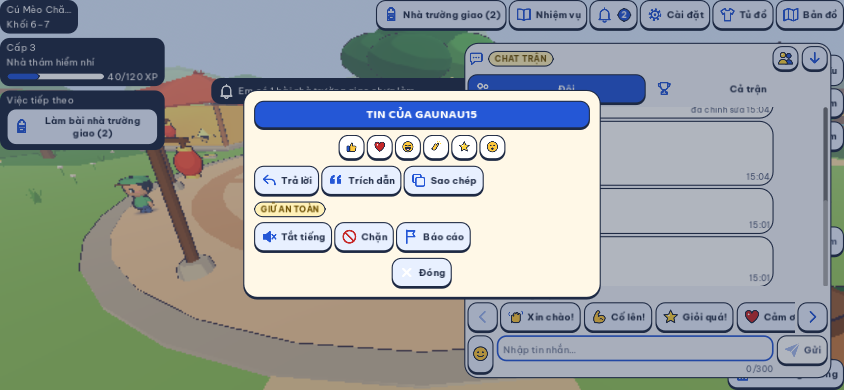 Cú Mèo Chă...
Khối 6-7
Nhà trường giao (2)
Nhiệm vụ
2
Cài đặt
Tủ đồ
Bản đồ
Cấp 3
Nhà thám hiểm nhí
40/120 XP
Việc tiếp theo
Làm bài nhà trường
giao (2)
CHAT TRẬN
Đội
Cả trận
đã chỉnh sửa 15:04
15:04
15:01
15:01
TIN CỦA GAUNAU15
Trả lời
Trích dẫn
Sao chép
GIỮ AN TOÀN
Tắt tiếng
Chặn
Báo cáo
Đóng
Xin chào!
Cố lên!
Giỏi quá!
Cảm ơ
Nhập tin nhắn...
Gửi
0/300